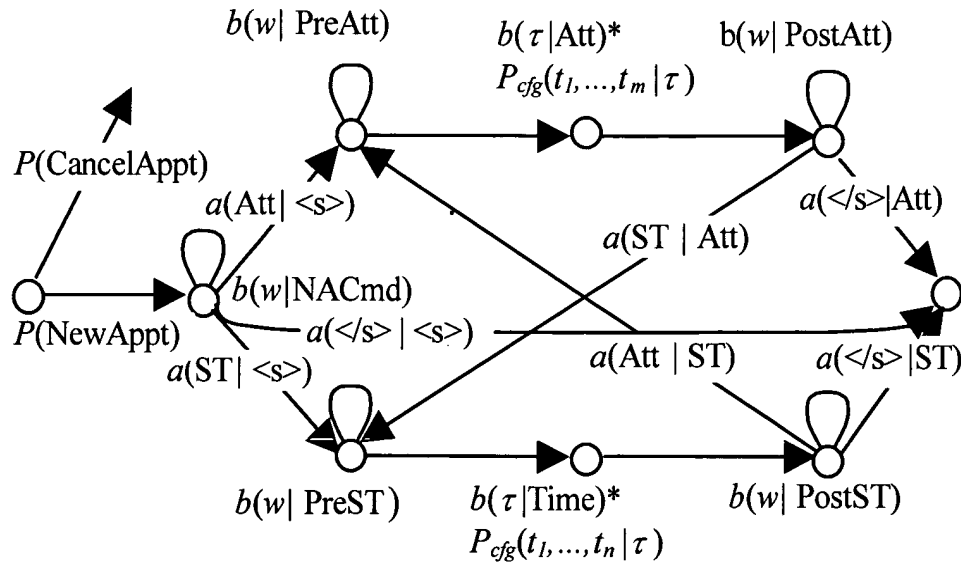 b(w| PreAtt)
b(τ|Att)*
b(w| PostAtt)
P_cfg(t_1,...,t_m|τ)
P(CancelAppt)
a(Att| <s>)
a(</s>|Att)
a(ST | Att)
b(w|NACmd)
P(NewAppt)
a(</s> | <s>)
a(ST| <s>)
a(Att | ST)
a(</s> |ST)
b(w| PreST)
b(τ|Time)*
b(w| PostST)
P_cfg(t_1,...,t_n|τ)